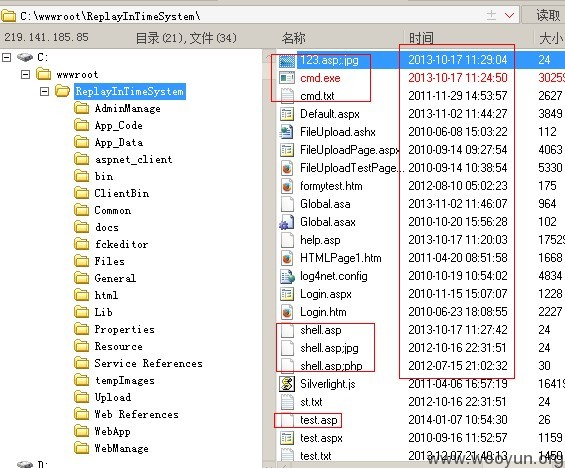 C:\wwwroot\ReplayInTimeSystem\ 读取
219.141.185.85 目录(21),文件(34) 名称 时间 大小
C:
wwwroot
ReplayInTimeSystem
AdminManage
App_Code
App_Data
aspnet_client
bin
ClientBin
Common
docs
fckeditor
Files
General
html
Lib
Properties
Resource
Service References
tempImages
Upload
Web References
WebApp
WebManage
D:
123.asp;.jpg 2013-10-17 11:29:04 24
cmd.exe 2013-10-17 11:24:50 30259
cmd.txt 2011-11-29 14:53:57 2627
Default.aspx 2013-11-02 11:44:27 3849
FileUpload.ashx 2010-06-08 15:03:22 112
FileUploadPage.aspx 2010-09-14 09:27:54 4063
FileUploadTestPage... 2010-09-14 10:38:54 5330
formytest.htm 2012-08-10 05:02:23 175
Global.asa 2013-11-02 11:46:07 964
Global.asax 2010-10-20 15:56:28 102
help.asp 2013-10-17 11:20:03 17529
HTMLPage1.htm 2011-04-20 08:51:58 1668
log4net.config 2010-10-19 10:54:02 4834
Login.aspx 2010-11-15 15:07:07 1228
Login.htm 2010-06-23 18:08:55 2227
shell.asp 2013-10-17 11:27:42 24
shell.asp;jpg 2012-10-16 22:31:51 24
shell.asp;php 2012-07-15 21:02:32 30
Silverlight.js 2011-04-06 16:57:19 16419
st.txt 2012-10-16 22:31:51 24
test.asp 2014-01-07 10:54:30 26
test.aspx 2010-09-16 11:52:57 1159
test.txt 2013-12-07 21:40:13 1450
www.wooyun.org